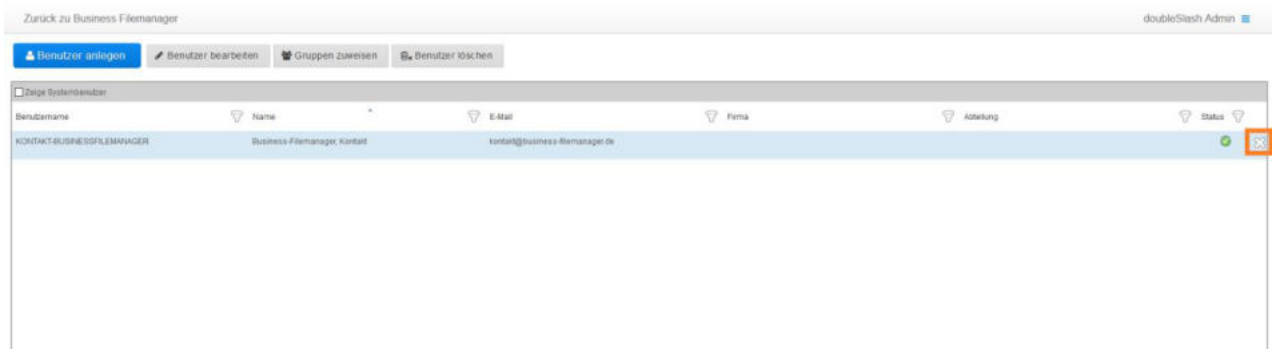 Zurück zu Business Filemanager doubleSlash Admin
Benutzer anlegen Benutzer bearbeiten Gruppen zuweisen Benutzer löschen
Zeige Systembenutzer
Benutzername Name E-Mail Firma Abteilung Status
KONTAKT-BUSINESSFILEMANAGER Business-Filemanager, Kontakt kontakt@business-filemanager.de